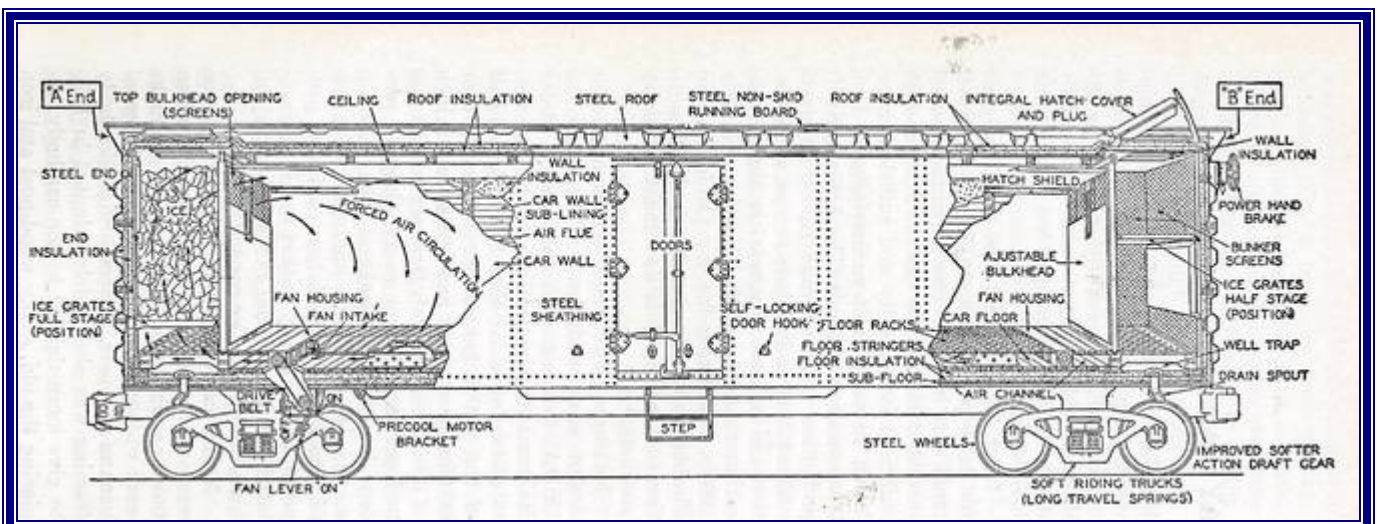 "A" End
TOP BULKHEAD OPENING
(SCREENS)
CEILING
ROOF INSULATION
STEEL ROOF
STEEL NON-SKID
RUNNING BOARD
ROOF INSULATION
INTEGRAL HATCH COVER
AND PLUG
"B" End
STEEL END
ICE
END
INSULATION
ICE GRATES
FULL STAGE
(POSITION)
FORCED AIR CIRCULATION
FAN HOUSING
FAN INTAKE
WALL
INSULATION
CAR WALL
SUB-LINING
AIR FLUE
CAR WALL
STEEL
SHEATHING
DOORS
SELF-LOCKING
DOOR HOOK
HATCH SHIELD
AJUSTABLE
BULKHEAD
FAN HOUSING
CAR FLOOR
FLOOR RACKS
FLOOR STRINGERS
FLOOR INSULATION
SUB-FLOOR
AIR CHANNEL
WALL
INSULATION
POWER HAND
BRAKE
BUNKER
SCREENS
ICE GRATES
HALF STAGE
(POSITION)
WELL TRAP
DRAIN SPOUT
DRIVE
BELT
ON
PRECOOL MOTOR
BRACKET
FAN LEVER "ON"
STEP
STEEL WHEELS
IMPROVED SOFTER
ACTION DRAFT GEAR
SOFT RIDING TRUCKS
(LONG TRAVEL SPRINGS)